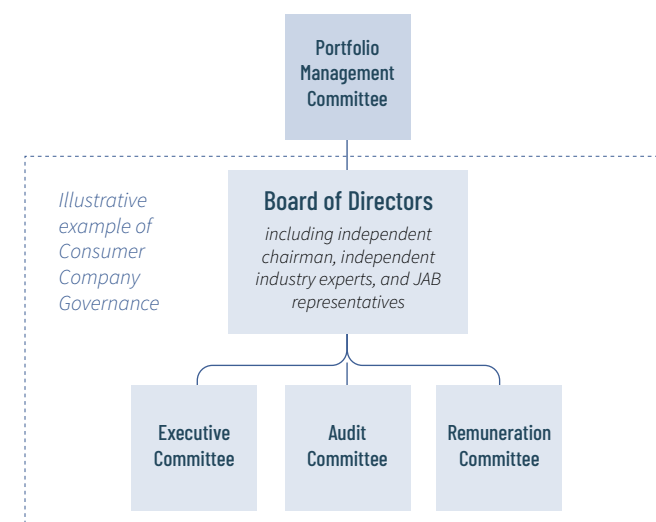 Portfolio
Management
Committee
Illustrative
example of
Consumer
Company
Governance
Board of Directors
including independent
chairman, independent
industry experts, and JAB
representatives
Executive
Committee
Audit
Committee
Remuneration
Committee